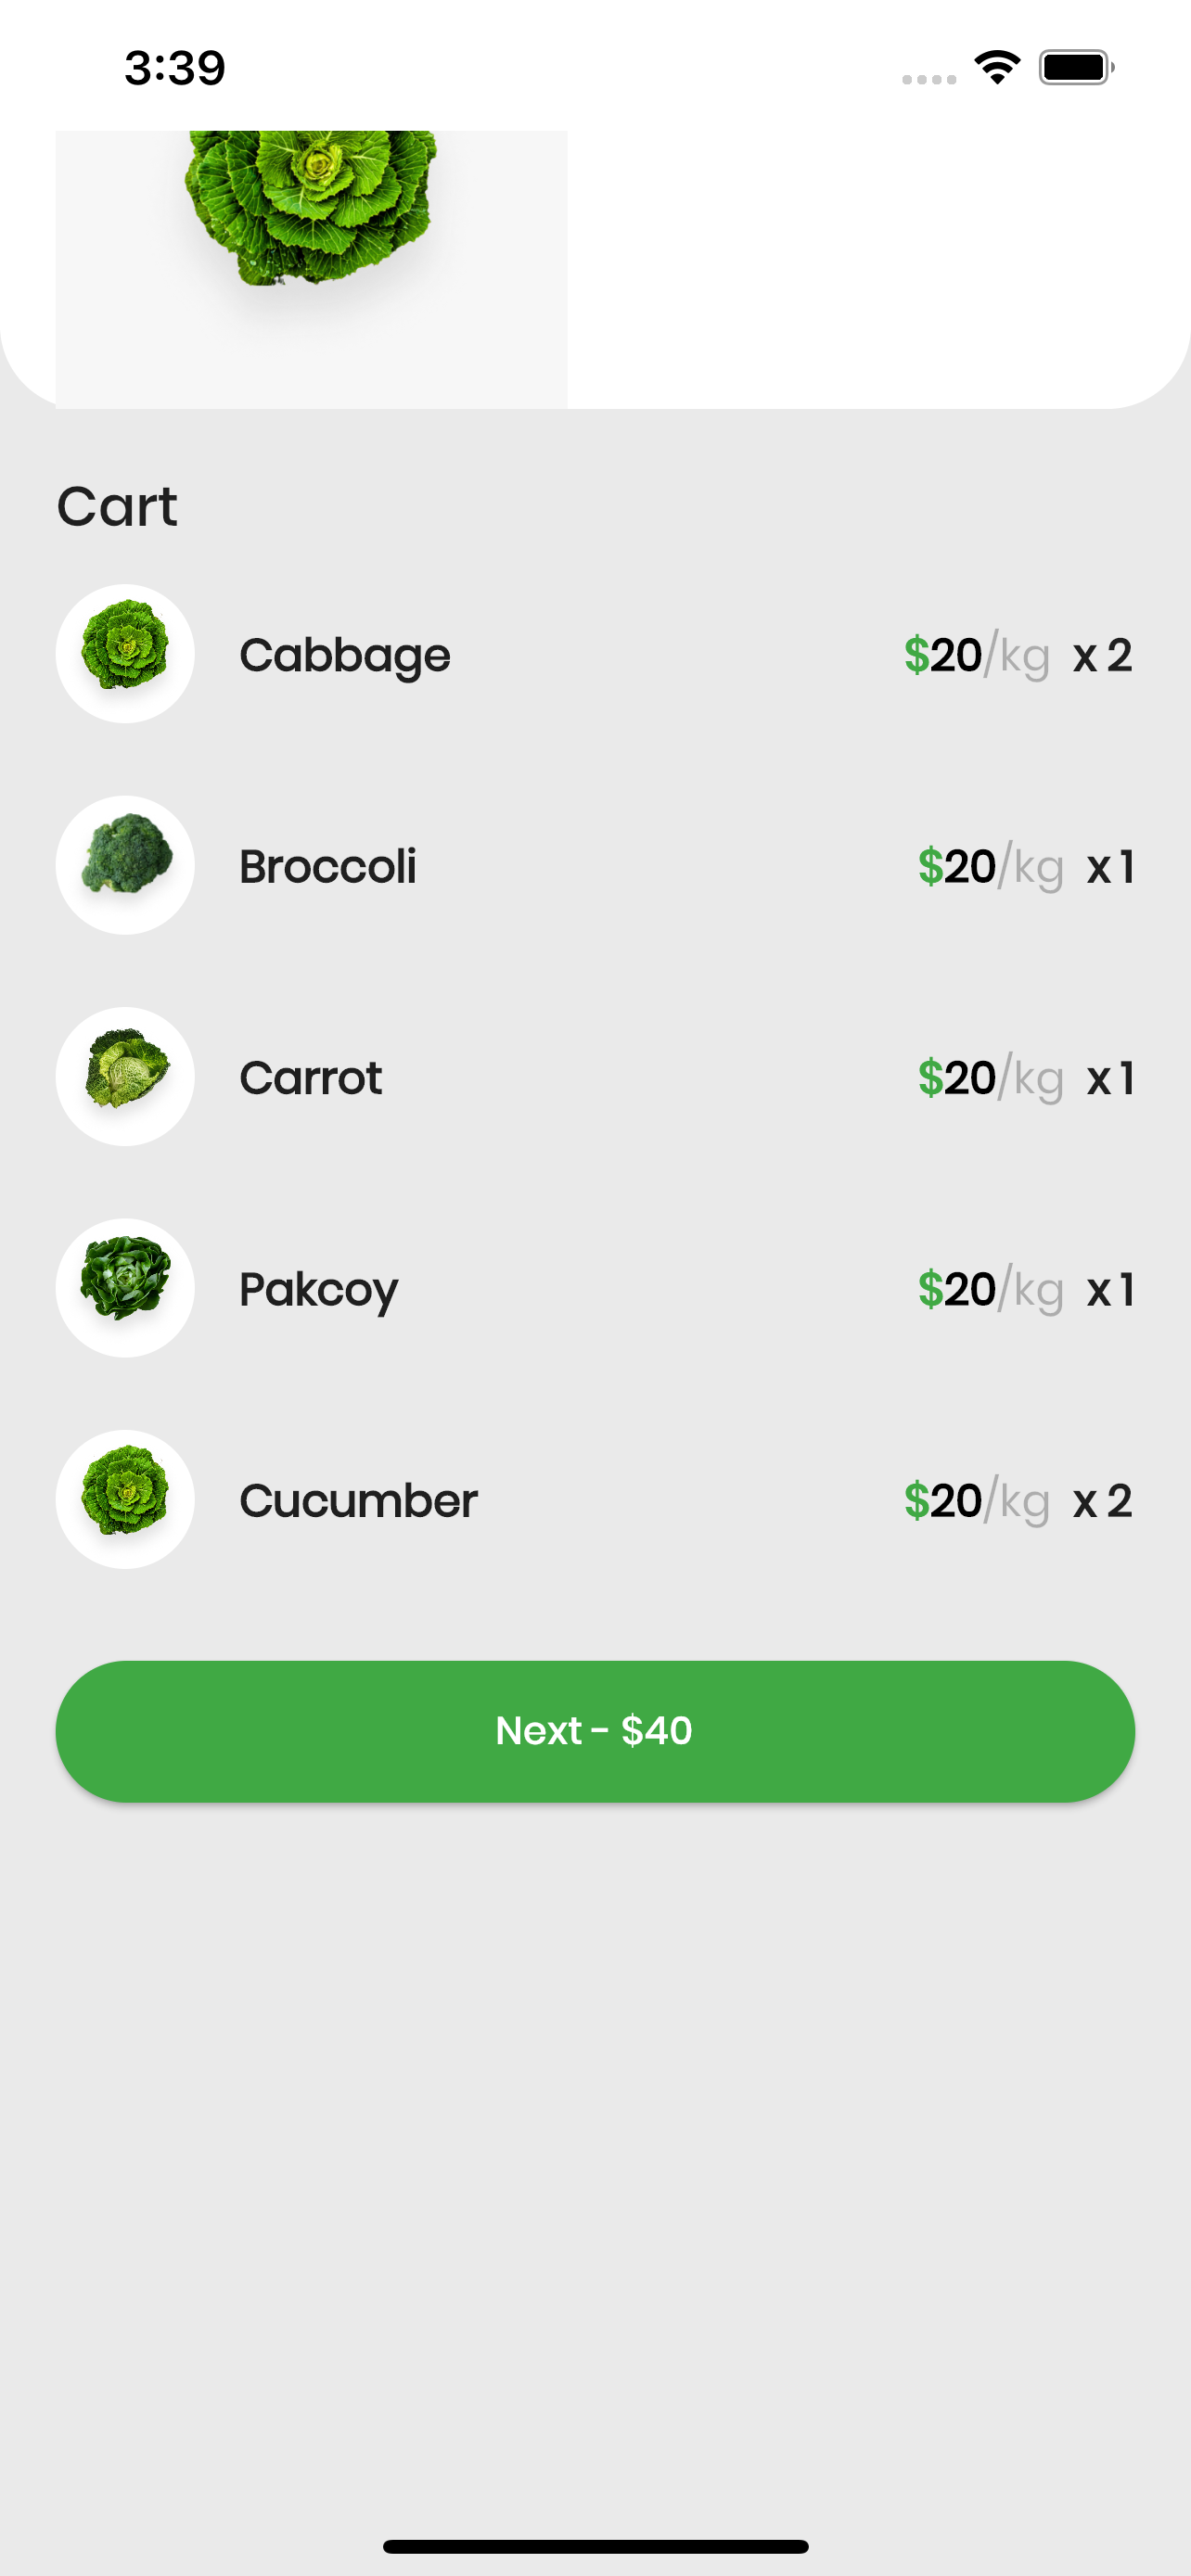 3:39
Cart
Cabbage $20/kg x 2
Broccoli $20/kg x 1
Carrot $20/kg x 1
Pakcoy $20/kg x 1
Cucumber $20/kg x 2
Next - $40